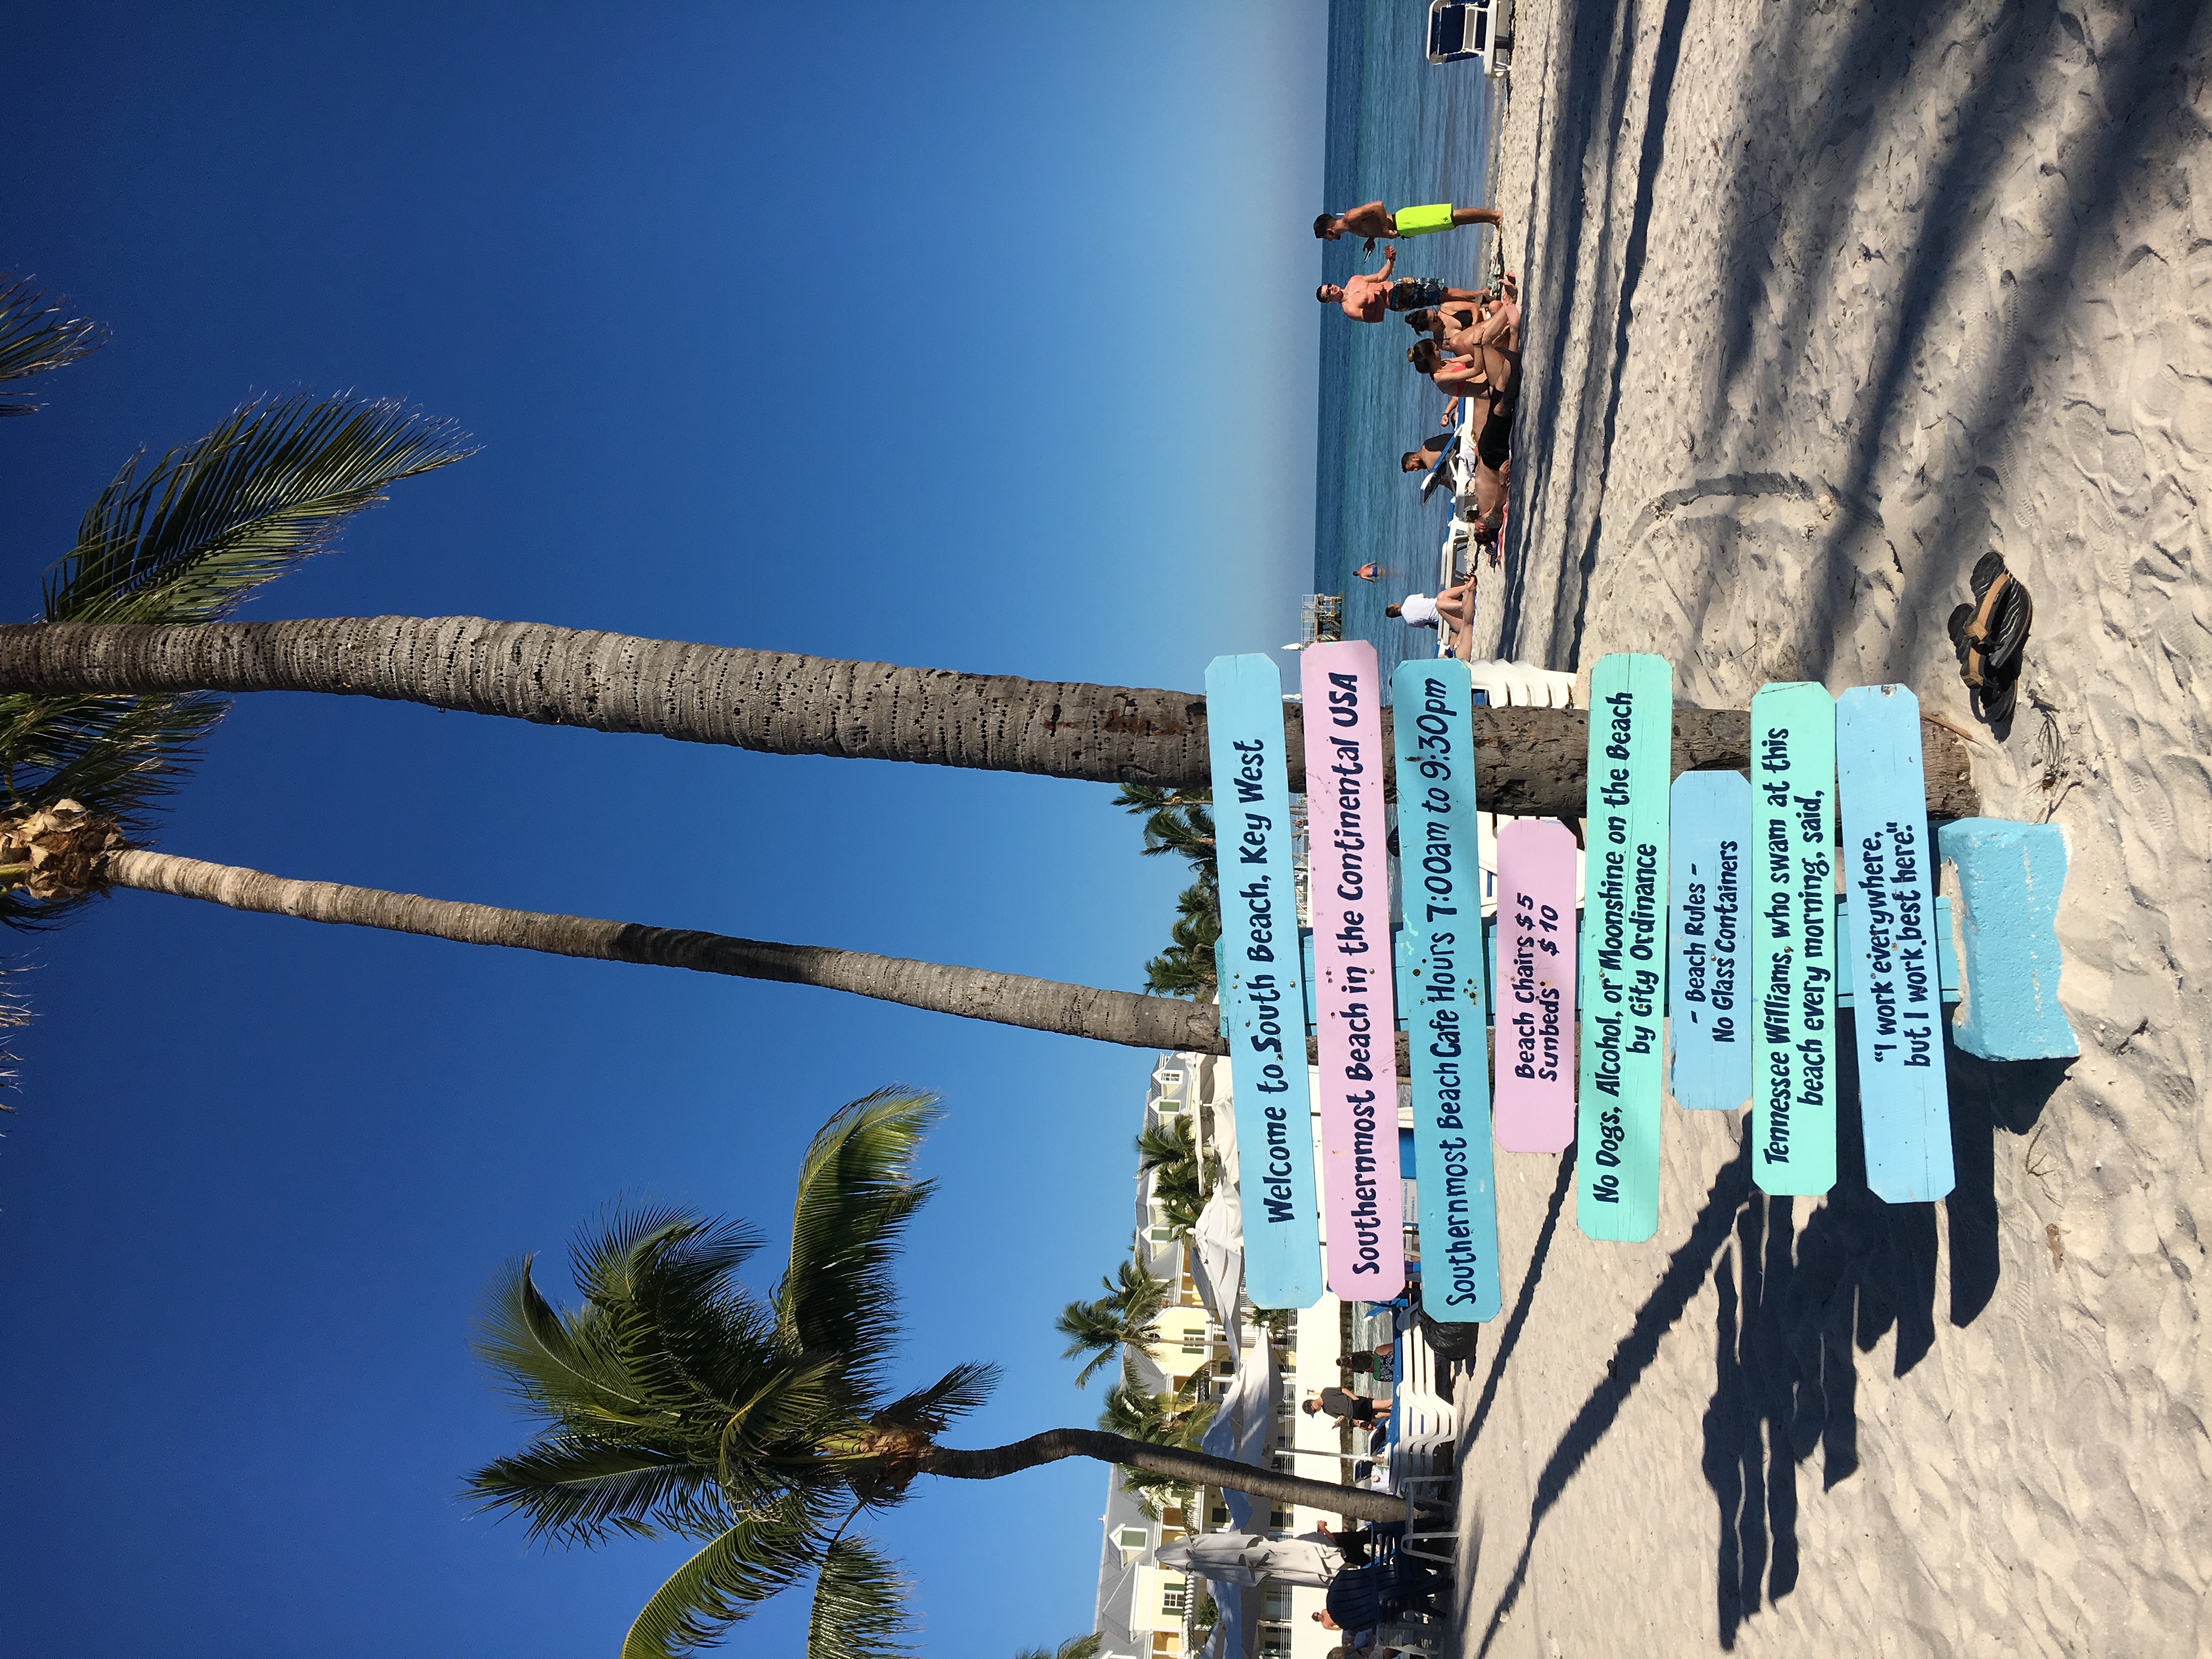 Welcome to South Beach, Key West
Southernmost Beach in the Continental USA
Southernmost Beach Cafe Hours 7:00am to 9:30pm
Beach Chairs $5
Sunbeds $10
No Dogs, Alcohol, or Moonshine on the Beach
by City Ordinance
- Beach Rules -
No Glass Containers
Tennessee Williams, who swam at this
beach every morning, said,
"I work everywhere,
but I work best here."